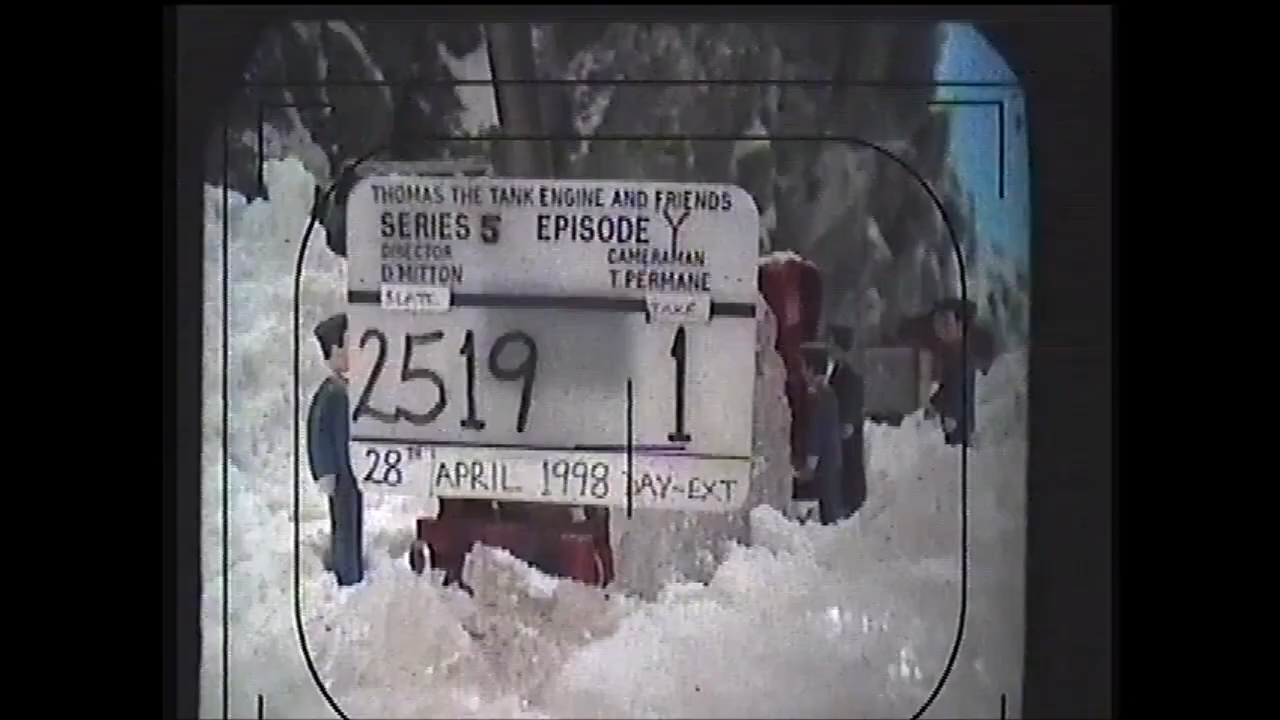 THOMAS THE TANK ENGINE AND FRIENDS
SERIES 5 EPISODE Y
DIRECTOR CAMERAMAN
D.MITTON T.PERMANE
SLATE TAKE
2519 1
28TH APRIL 1998 DAY-EXT